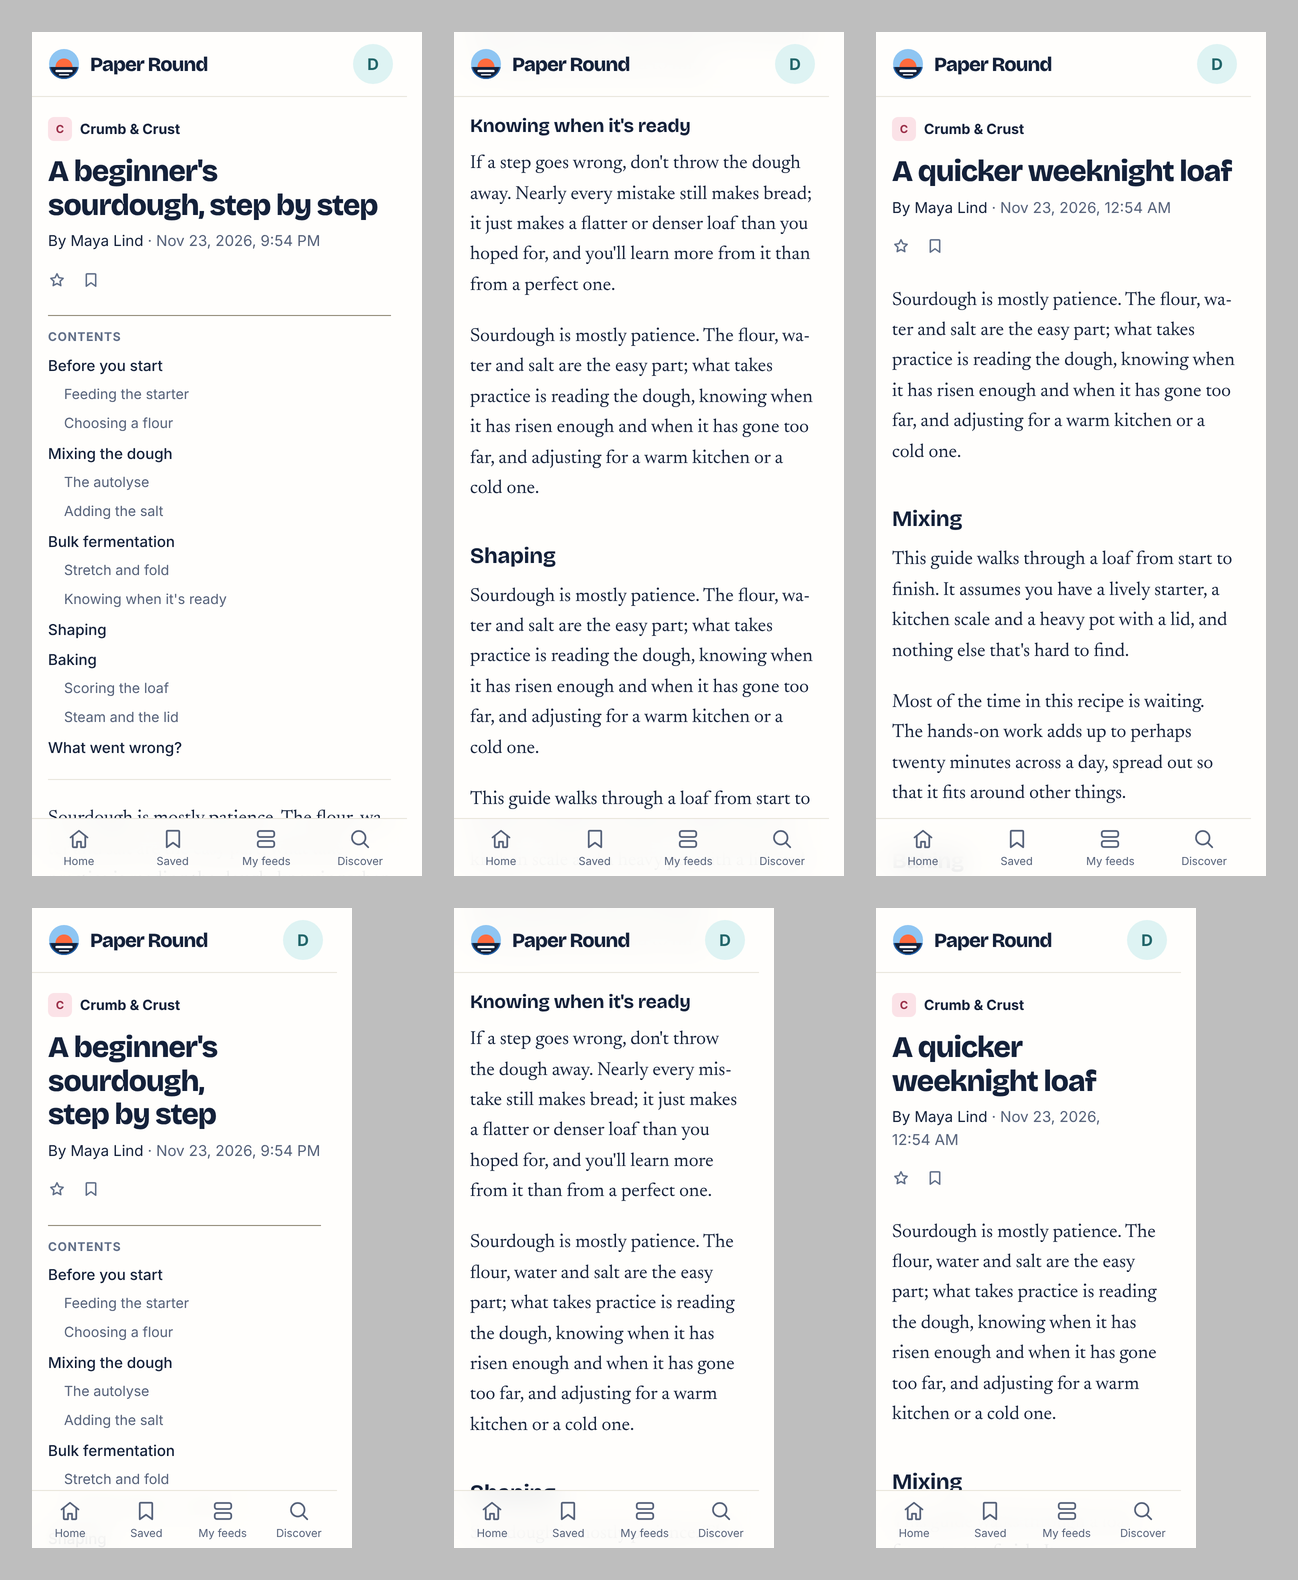 Paper Round
D
C
Crumb & Crust
A beginner's
sourdough, step by step
By Maya Lind · Nov 23, 2026, 9:54 PM
CONTENTS
Before you start
Feeding the starter
Choosing a flour
Mixing the dough
The autolyse
Adding the salt
Bulk fermentation
Stretch and fold
Knowing when it's ready
Shaping
Baking
Scoring the loaf
Steam and the lid
What went wrong?
Sourdough is mostly patience. The flour, wa-
Home
Saved
My feeds
Discover
Paper Round
D
Knowing when it's ready
If a step goes wrong, don't throw the dough
away. Nearly every mistake still makes bread;
it just makes a flatter or denser loaf than you
hoped for, and you'll learn more from it than
from a perfect one.
Sourdough is mostly patience. The flour, wa-
ter and salt are the easy part; what takes
practice is reading the dough, knowing when
it has risen enough and when it has gone too
far, and adjusting for a warm kitchen or a
cold one.
Shaping
Sourdough is mostly patience. The flour, wa-
ter and salt are the easy part; what takes
practice is reading the dough, knowing when
it has risen enough and when it has gone too
far, and adjusting for a warm kitchen or a
cold one.
This guide walks through a loaf from start to
Home
Saved
My feeds
Discover
Paper Round
D
C
Crumb & Crust
A quicker weeknight loaf
By Maya Lind · Nov 23, 2026, 12:54 AM
Sourdough is mostly patience. The flour, wa-
ter and salt are the easy part; what takes
practice is reading the dough, knowing when
it has risen enough and when it has gone too
far, and adjusting for a warm kitchen or a
cold one.
Mixing
This guide walks through a loaf from start to
finish. It assumes you have a lively starter, a
kitchen scale and a heavy pot with a lid, and
nothing else that's hard to find.
Most of the time in this recipe is waiting.
The hands-on work adds up to perhaps
twenty minutes across a day, spread out so
that it fits around other things.
Home
Saved
My feeds
Discover
Paper Round
D
C
Crumb & Crust
A beginner's
sourdough,
step by step
By Maya Lind · Nov 23, 2026, 9:54 PM
CONTENTS
Before you start
Feeding the starter
Choosing a flour
Mixing the dough
The autolyse
Adding the salt
Bulk fermentation
Stretch and fold
Shaping
Home
Saved
My feeds
Discover
Paper Round
D
Knowing when it's ready
If a step goes wrong, don't throw
the dough away. Nearly every mis-
take still makes bread; it just makes
a flatter or denser loaf than you
hoped for, and you'll learn more
from it than from a perfect one.
Sourdough is mostly patience. The
flour, water and salt are the easy
part; what takes practice is reading
the dough, knowing when it has
risen enough and when it has gone
too far, and adjusting for a warm
kitchen or a cold one.
Shaping
Home
Saved
My feeds
Discover
Paper Round
D
C
Crumb & Crust
A quicker
weeknight loaf
By Maya Lind · Nov 23, 2026,
12:54 AM
Sourdough is mostly patience. The
flour, water and salt are the easy
part; what takes practice is reading
the dough, knowing when it has
risen enough and when it has gone
too far, and adjusting for a warm
kitchen or a cold one.
Mixing
Home
Saved
My feeds
Discover